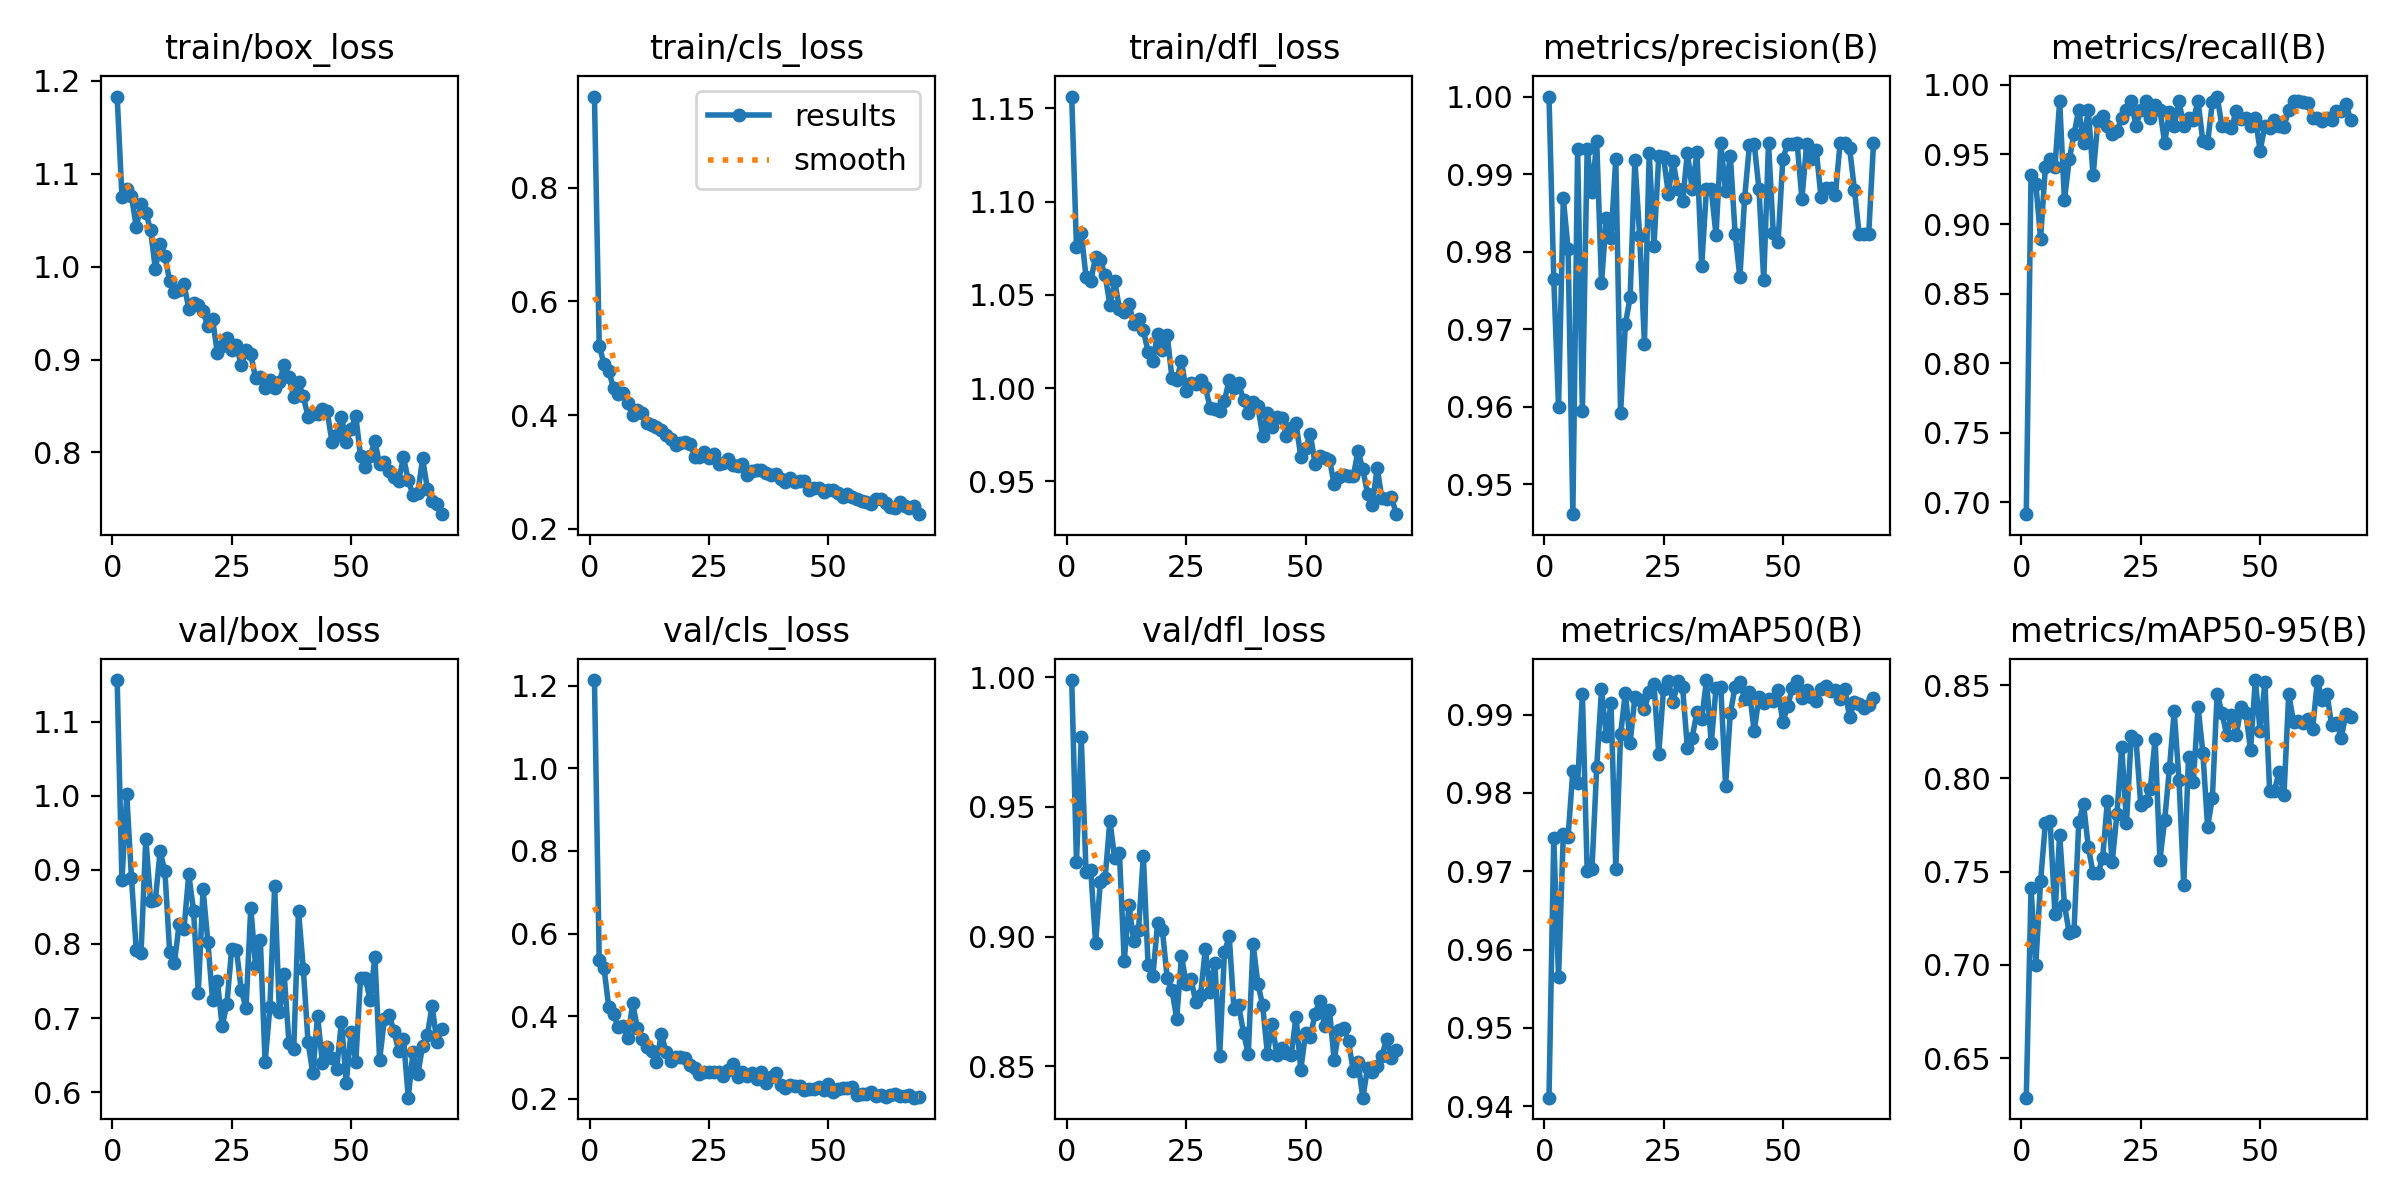 train/box_loss
train/cls_loss
train/dfl_loss
metrics/precision(B)
metrics/recall(B)
1.2
1.1
1.0
0.9
0.8
0 25 50
results
smooth
0.8
0.6
0.4
0.2
0 25 50
1.15
1.10
1.05
1.00
0.95
0 25 50
1.00
0.99
0.98
0.97
0.96
0.95
0 25 50
1.00
0.95
0.90
0.85
0.80
0.75
0.70
0 25 50
val/box_loss
val/cls_loss
val/dfl_loss
metrics/mAP50(B)
metrics/mAP50-95(B)
1.1
1.0
0.9
0.8
0.7
0.6
0 25 50
1.2
1.0
0.8
0.6
0.4
0.2
0 25 50
1.00
0.95
0.90
0.85
0 25 50
0.99
0.98
0.97
0.96
0.95
0.94
0 25 50
0.85
0.80
0.75
0.70
0.65
0 25 50